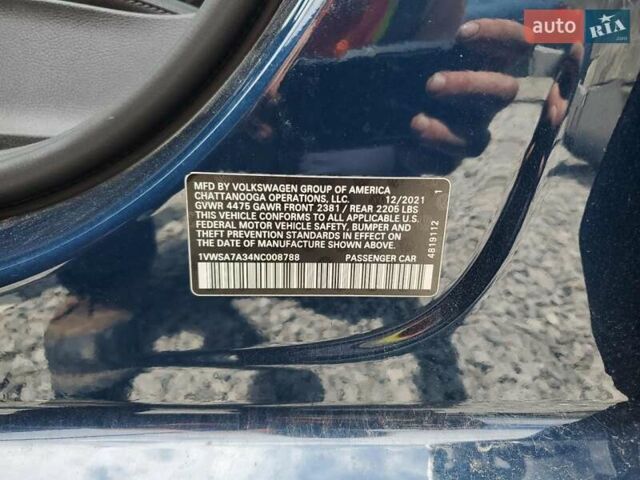 auto RIA
.com
MFD BY VOLKSWAGEN GROUP OF AMERICA
CHATTANOOGA OPERATIONS, LLC. 12/2021
GVWR 4475 GAWR FRONT 2381 / REAR 2205 LBS
THIS VEHICLE CONFORMS TO ALL APPLICABLE U.S.
FEDERAL MOTOR VEHICLE SAFETY, BUMPER AND
THEFT PREVENTION STANDARDS IN EFFECT ON THE
DATE OF MANUFACTURE SHOWN ABOVE.
1VWSA7A34NC008788 PASSENGER CAR
4819112 1